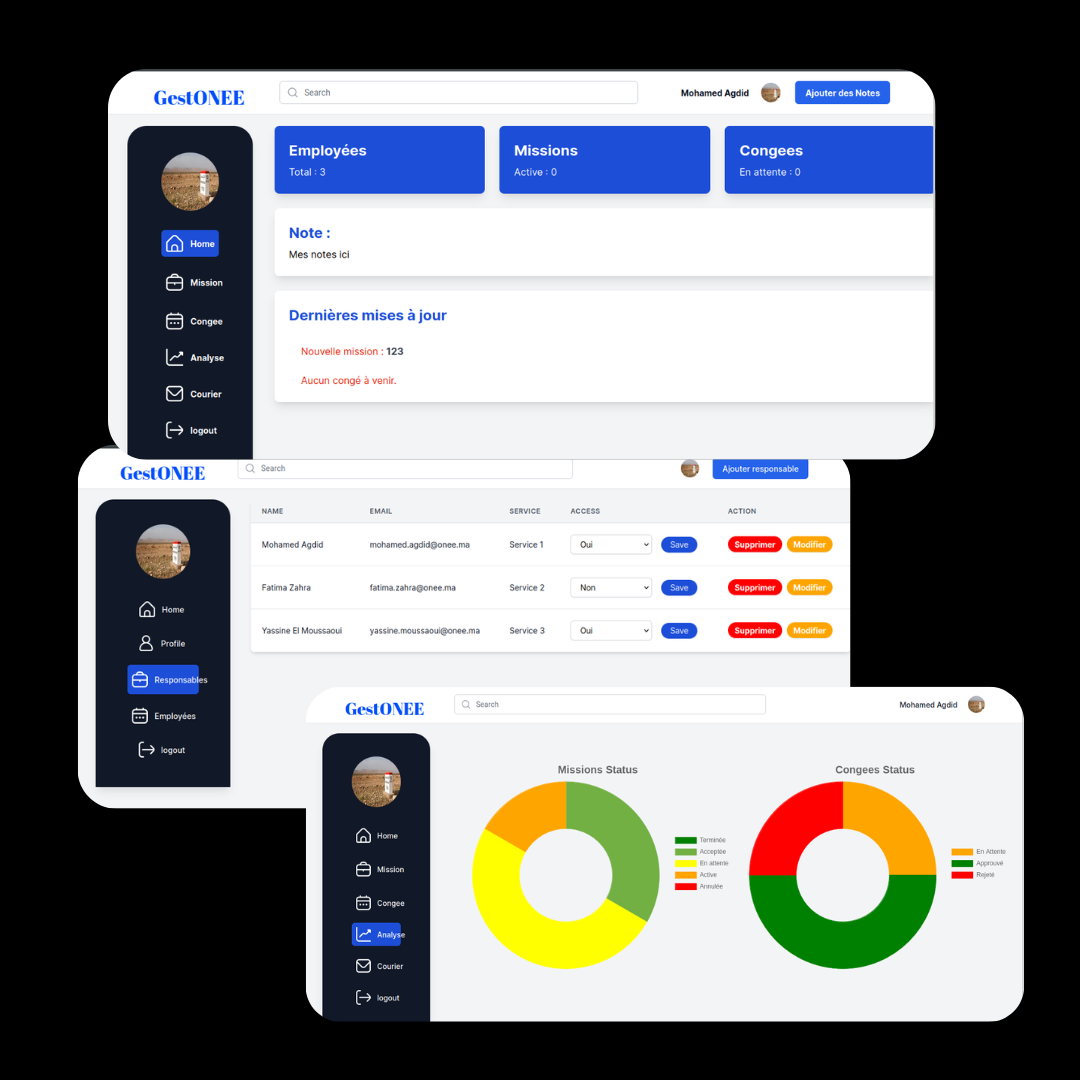 GestONEE
Search
Mohamed Agdid
Ajouter des Notes
Home
Mission
Congee
Analyse
Courier
logout
Employées
Total : 3
Missions
Active : 0
Congees
En attente : 0
Note :
Mes notes ici
Dernières mises à jour
Nouvelle mission : 123
Aucun congé à venir.
GestONEE
Search
Ajouter responsable
Home
Profile
Responsables
Employées
logout
NAME EMAIL SERVICE ACCESS ACTION
Mohamed Agdid mohamed.agdid@onee.ma Service 1 Oui Save Supprimer Modifier
Fatima Zahra fatima.zahra@onee.ma Service 2 Non Save Supprimer Modifier
Yassine El Moussaoui yassine.moussaoui@onee.ma Service 3 Oui Save Supprimer Modifier
GestONEE
Search
Mohamed Agdid
Home
Mission
Congee
Analyse
Courier
logout
Missions Status
Terminée
Acceptée
En attente
Active
Annulée
Congees Status
En Attente
Approuvé
Rejeté